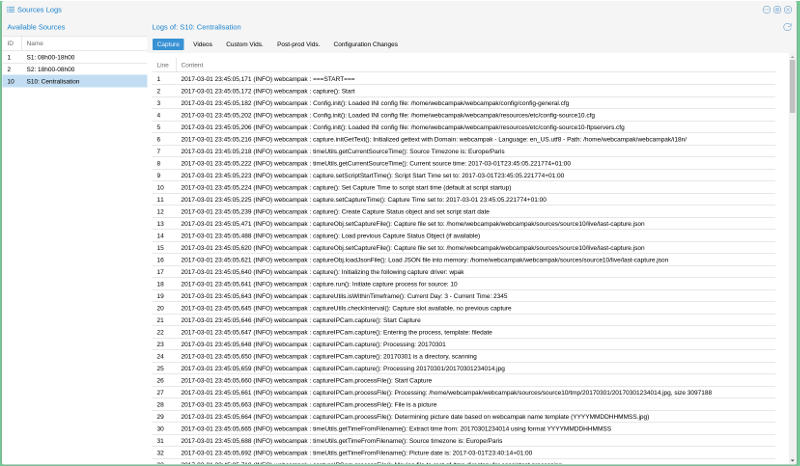 Sources Logs
Available Sources
ID Name
1 S1: 08h00-18h00
2 S2: 18h00-08h00
10 S10: Centralisation
Logs of: S10: Centralisation
Capture Videos Custom Vids. Post-prod Vids. Configuration Changes
Line Content
1 2017-03-01 23:45:05,171 (INFO) webcampak : ===START===
2 2017-03-01 23:45:05,172 (INFO) webcampak : capture(): Start
3 2017-03-01 23:45:05,182 (INFO) webcampak : Config.init(): Loaded INI config file: /home/webcampak/webcampak/config/config-general.cfg
4 2017-03-01 23:45:05,202 (INFO) webcampak : Config.init(): Loaded INI config file: /home/webcampak/webcampak/resources/etc/config-source10.cfg
5 2017-03-01 23:45:05,206 (INFO) webcampak : Config.init(): Loaded INI config file: /home/webcampak/webcampak/resources/etc/config-source10-ftpservers.cfg
6 2017-03-01 23:45:05,216 (INFO) webcampak : capture.initGetText(): Initialized gettext with Domain: webcampak - Language: en_US.utf8 - Path: /home/webcampak/webcampak/i18n/
7 2017-03-01 23:45:05,218 (INFO) webcampak : timeUtils.getCurrentSourceTime(): Source Timezone is: Europe/Paris
8 2017-03-01 23:45:05,222 (INFO) webcampak : timeUtils.getCurrentSourceTime(): Current source time: 2017-03-01T23:45:05.221774+01:00
9 2017-03-01 23:45:05,223 (INFO) webcampak : capture.setScriptStartTime(): Script Start Time set to: 2017-03-01 23:45:05.221774+01:00
10 2017-03-01 23:45:05,224 (INFO) webcampak : capture(): Set Capture Time to script start time (default at script startup)
11 2017-03-01 23:45:05,225 (INFO) webcampak : capture.setCaptureTime(): Capture Time set to: 2017-03-01 23:45:05.221774+01:00
12 2017-03-01 23:45:05,239 (INFO) webcampak : capture(): Create Capture Status object and set script start date
13 2017-03-01 23:45:05,471 (INFO) webcampak : captureObj.setCaptureFile(): Capture file set to: /home/webcampak/webcampak/sources/source10/live/last-capture.json
14 2017-03-01 23:45:05,488 (INFO) webcampak : capture(): Load previous Capture Status Object (if available)
15 2017-03-01 23:45:05,620 (INFO) webcampak : captureObj.setCaptureFile(): Capture file set to: /home/webcampak/webcampak/sources/source10/live/last-capture.json
16 2017-03-01 23:45:05,621 (INFO) webcampak : captureObj.loadJsonFile(): Load JSON file into memory: /home/webcampak/webcampak/sources/source10/live/last-capture.json
17 2017-03-01 23:45:05,640 (INFO) webcampak : capture(): Initializing the following capture driver: wpak
18 2017-03-01 23:45:05,641 (INFO) webcampak : capture.run(): Initiate capture process for source: 10
19 2017-03-01 23:45:05,643 (INFO) webcampak : captureUtils.isWithinTimeframe(): Current Day: 3 - Current Time: 2345
20 2017-03-01 23:45:05,645 (INFO) webcampak : captureUtils.checkInterval(): Capture slot available, no previous capture
21 2017-03-01 23:45:05,646 (INFO) webcampak : captureIPCam.capture(): Start Capture
22 2017-03-01 23:45:05,647 (INFO) webcampak : captureIPCam.capture(): Entering the process, template: filedate
23 2017-03-01 23:45:05,648 (INFO) webcampak : captureIPCam.capture(): Processing: 20170301
24 2017-03-01 23:45:05,650 (INFO) webcampak : captureIPCam.capture(): 20170301 is a directory, scanning
25 2017-03-01 23:45:05,659 (INFO) webcampak : captureIPCam.capture(): Processing 20170301/20170301234014.jpg
26 2017-03-01 23:45:05,660 (INFO) webcampak : captureIPCam.processFile(): Start Capture
27 2017-03-01 23:45:05,661 (INFO) webcampak : captureIPCam.processFile(): Processing: /home/webcampak/webcampak/sources/source10/tmp/20170301/20170301234014.jpg, size 3097188
28 2017-03-01 23:45:05,663 (INFO) webcampak : captureIPCam.processFile(): File is a picture
29 2017-03-01 23:45:05,664 (INFO) webcampak : captureIPCam.processFile(): Determining picture date based on webcampak name template (YYYYMMDDHHMMSS.jpg)
30 2017-03-01 23:45:05,665 (INFO) webcampak : timeUtils.getTimeFromFilename(): Extract time from: 20170301234014 using format YYYYMMDDHHMMSS
31 2017-03-01 23:45:05,688 (INFO) webcampak : timeUtils.getTimeFromFilename(): Source timezone is: Europe/Paris
32 2017-03-01 23:45:05,692 (INFO) webcampak : timeUtils.getTimeFromFilename(): Picture date is: 2017-03-01T23:40:14+01:00